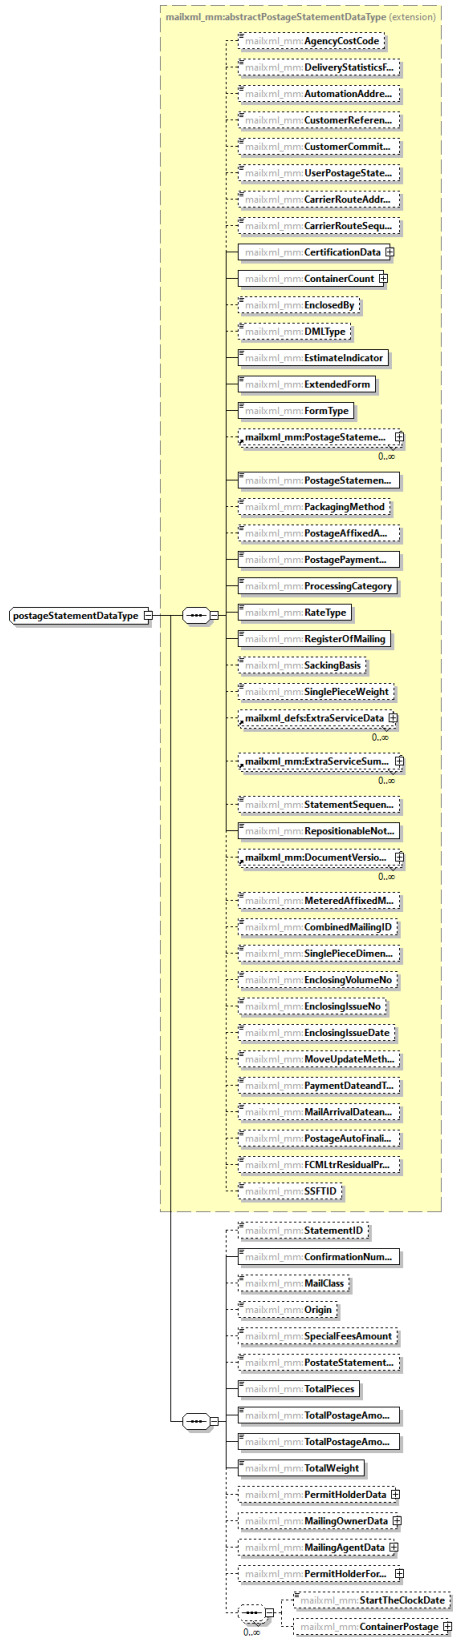 mailxml_mm:abstractPostageStatementDataType (extension)
mailxml_mm:AgencyCostCode
mailxml_mm:DeliveryStatisticsF...
mailxml_mm:AutomationAddre...
mailxml_mm:CustomerReferen...
mailxml_mm:CustomerCommit...
mailxml_mm:UserPostageState...
mailxml_mm:CarrierRouteAddr...
mailxml_mm:CarrierRouteSequ...
mailxml_mm:CertificationData
mailxml_mm:ContainerCount
mailxml_mm:EnclosedBy
mailxml_mm:DMLType
mailxml_mm:EstimateIndicator
mailxml_mm:ExtendedForm
mailxml_mm:FormType
mailxml_mm:PostageStateme...
0..∞
mailxml_mm:PostageStatemen...
mailxml_mm:PackagingMethod
mailxml_mm:PostageAffixedA...
mailxml_mm:PostagePayment...
mailxml_mm:ProcessingCategory
postageStatementDataType
mailxml_mm:RateType
mailxml_mm:RegisterOfMailing
mailxml_mm:SackingBasis
mailxml_mm:SinglePieceWeight
mailxml_defs:ExtraServiceData
0..∞
mailxml_mm:ExtraServiceSum...
0..∞
mailxml_mm:StatementSequen...
mailxml_mm:RepositionableNot...
mailxml_mm:DocumentVersio...
0..∞
mailxml_mm:MeteredAffixedM...
mailxml_mm:CombinedMailingID
mailxml_mm:SinglePieceDimen...
mailxml_mm:EnclosingVolumeNo
mailxml_mm:EnclosingIssueNo
mailxml_mm:EnclosingIssueDate
mailxml_mm:MoveUpdateMeth...
mailxml_mm:PaymentDateandT...
mailxml_mm:MailArrivalDatean...
mailxml_mm:PostageAutoFinali...
mailxml_mm:FCMLtrResidualPr...
mailxml_mm:SSFTID
mailxml_mm:StatementID
mailxml_mm:ConfirmationNum...
mailxml_mm:MailClass
mailxml_mm:Origin
mailxml_mm:SpecialFeesAmount
mailxml_mm:PostateStatement...
mailxml_mm:TotalPieces
mailxml_mm:TotalPostageAmo...
mailxml_mm:TotalPostageAmo...
mailxml_mm:TotalWeight
mailxml_mm:PermitHolderData
mailxml_mm:MailingOwnerData
mailxml_mm:MailingAgentData
mailxml_mm:PermitHolderFor...
mailxml_mm:StartTheClockDate
0..∞
mailxml_mm:ContainerPostage